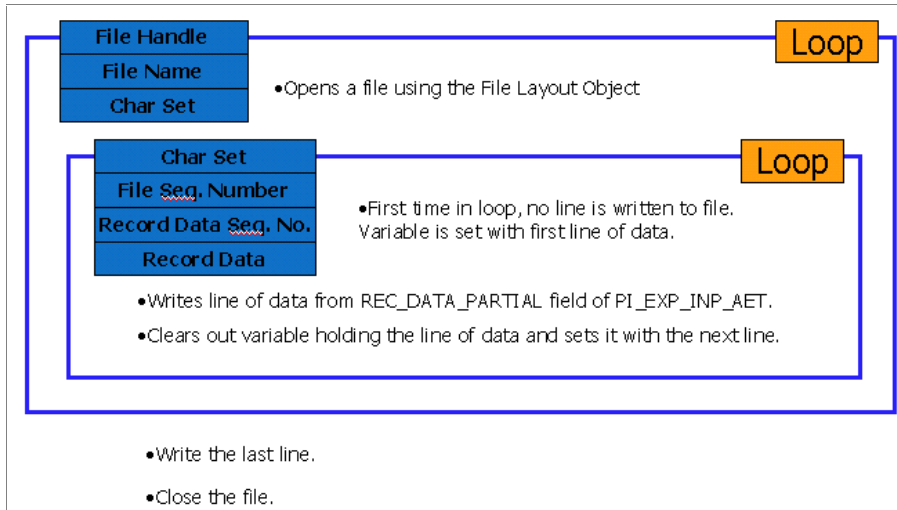 File Handle
Loop
File Name
•Opens a file using the File Layout Object
Char Set
Char Set
Loop
File Seq. Number
•First time in loop, no line is written to file.
Record Data Seq. No.
Variable is set with first line of data.
Record Data
•Writes line of data from REC_DATA_PARTIAL field of PI_EXP_INP_AET.
•Clears out variable holding the line of data and sets it with the next line.
•Write the last line.
•Close the file.